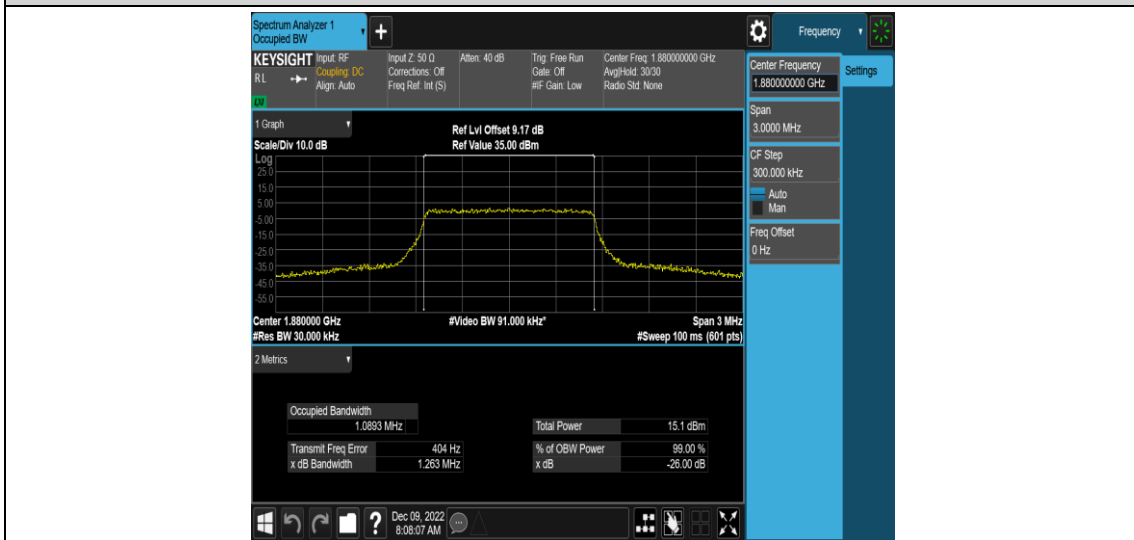 Spectrum Analyzer 1
Occupied BW
+
Frequency
KEYSIGHT
RL
LXI
Input: RF
Coupling: DC
Align: Auto
Input Z: 50 Ω
Corrections: Off
Freq Ref: Int (S)
Atten: 40 dB
Trig: Free Run
Gate: Off
#IF Gain: Low
Center Freq: 1.880000000 GHz
Avg|Hold: 30/30
Radio Std: None
Center Frequency
1.880000000 GHz
Settings
Span
3.0000 MHz
CF Step
300.000 kHz
Auto
Man
Freq Offset
0 Hz
1 Graph
Scale/Div 10.0 dB
Ref Lvl Offset 9.17 dB
Ref Value 35.00 dBm
Log
25.0
15.0
5.00
-5.00
-15.0
-25.0
-35.0
-45.0
-55.0
Center 1.880000 GHz
#Res BW 30.000 kHz
#Video BW 91.000 kHz*
Span 3 MHz
#Sweep 100 ms (601 pts)
2 Metrics
Occupied Bandwidth
1.0893 MHz
Transmit Freq Error 404 Hz
x dB Bandwidth 1.263 MHz
Total Power 15.1 dBm
% of OBW Power 99.00 %
x dB -26.00 dB
?
Dec 09, 2022
8:08:07 AM